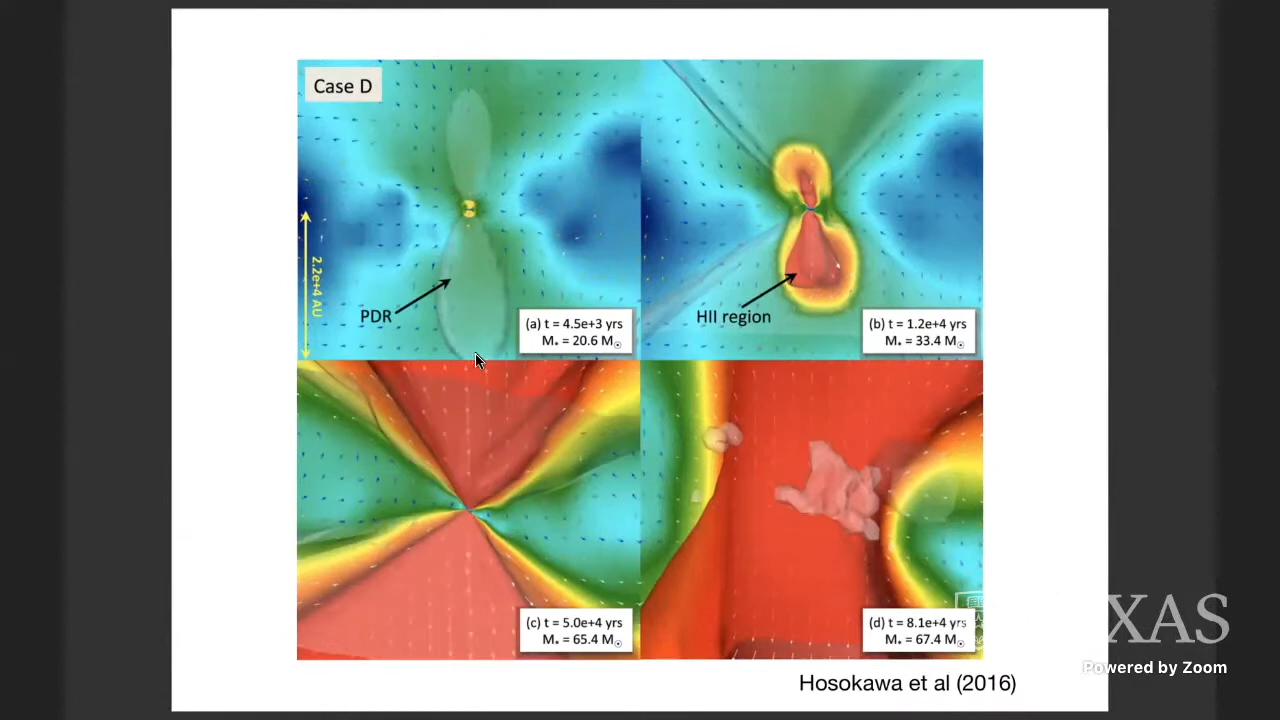 Case D
2.2e+4 AU
PDR
(a) t = 4.5e+3 yrs
M* = 20.6 M☉
HII region
(b) t = 1.2e+4 yrs
M* = 33.4 M☉
(c) t = 5.0e+4 yrs
M* = 65.4 M☉
(d) t = 8.1e+4 yrs
M* = 67.4 M☉
Hosokawa et al (2016)
XAS
Powered by Zoom